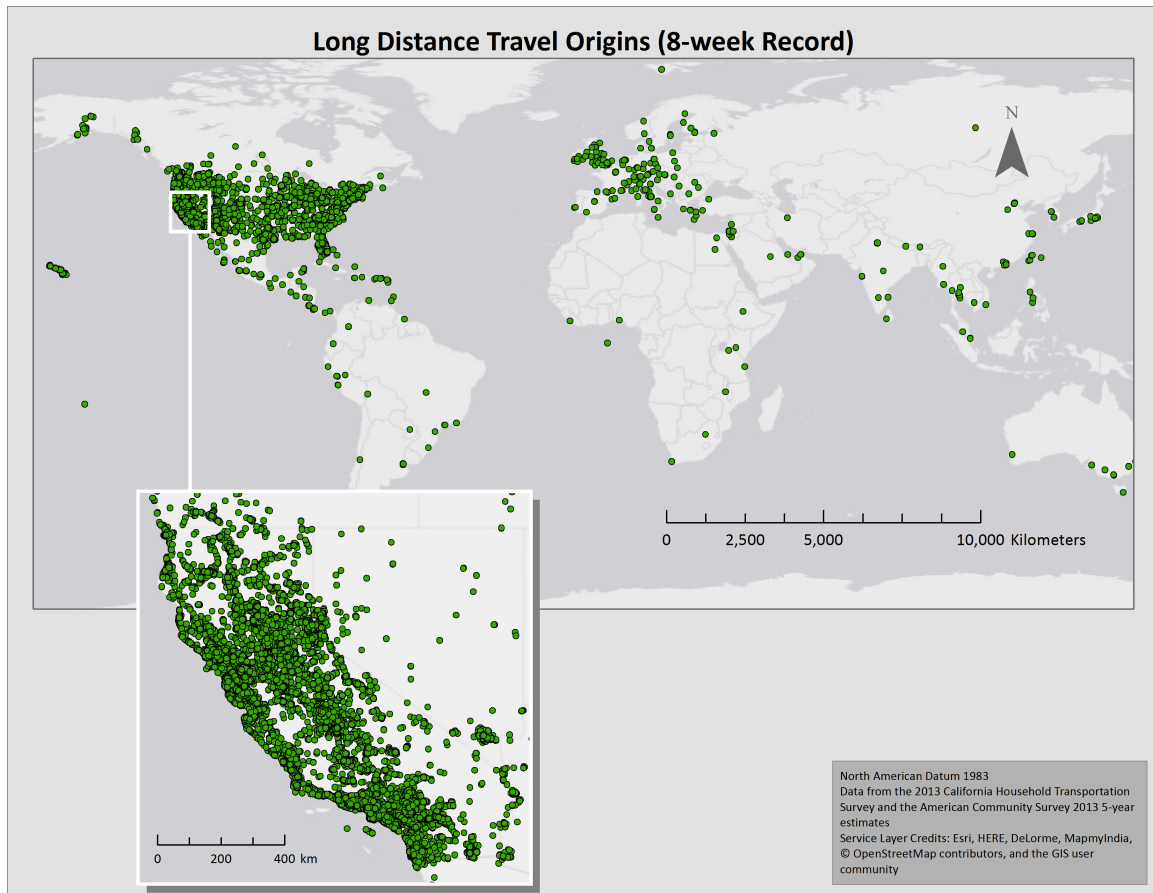 Long Distance Travel Origins (8-week Record)
N
0 2,500 5,000 10,000 Kilometers
0 200 400 km
North American Datum 1983
Data from the 2013 California Household Transportation
Survey and the American Community Survey 2013 5-year
estimates
Service Layer Credits: Esri, HERE, DeLorme, MapmyIndia,
© OpenStreetMap contributors, and the GIS user
community